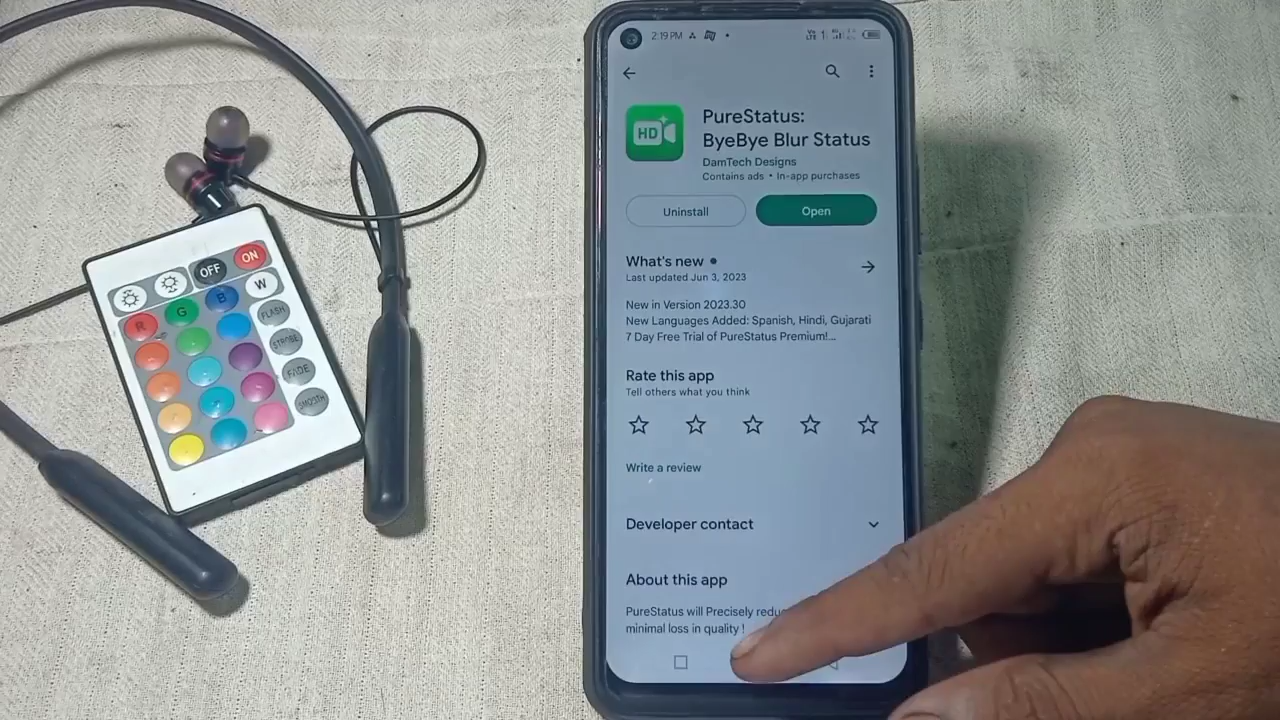 2:19 PM
HD
PureStatus:
ByeBye Blur Status
DamTech Designs
Contains ads • In-app purchases
Uninstall
Open
What's new
Last updated Jun 3, 2023
New in Version 2023.30
New Languages Added: Spanish, Hindi, Gujarati
7 Day Free Trial of PureStatus Premium!...
Rate this app
Tell others what you think
Write a review
Developer contact
About this app
PureStatus will Precisely
minimal loss in quality !
OFF
ON
R
G
B
W
FLASH
STROBE
FADE
SMOOTH